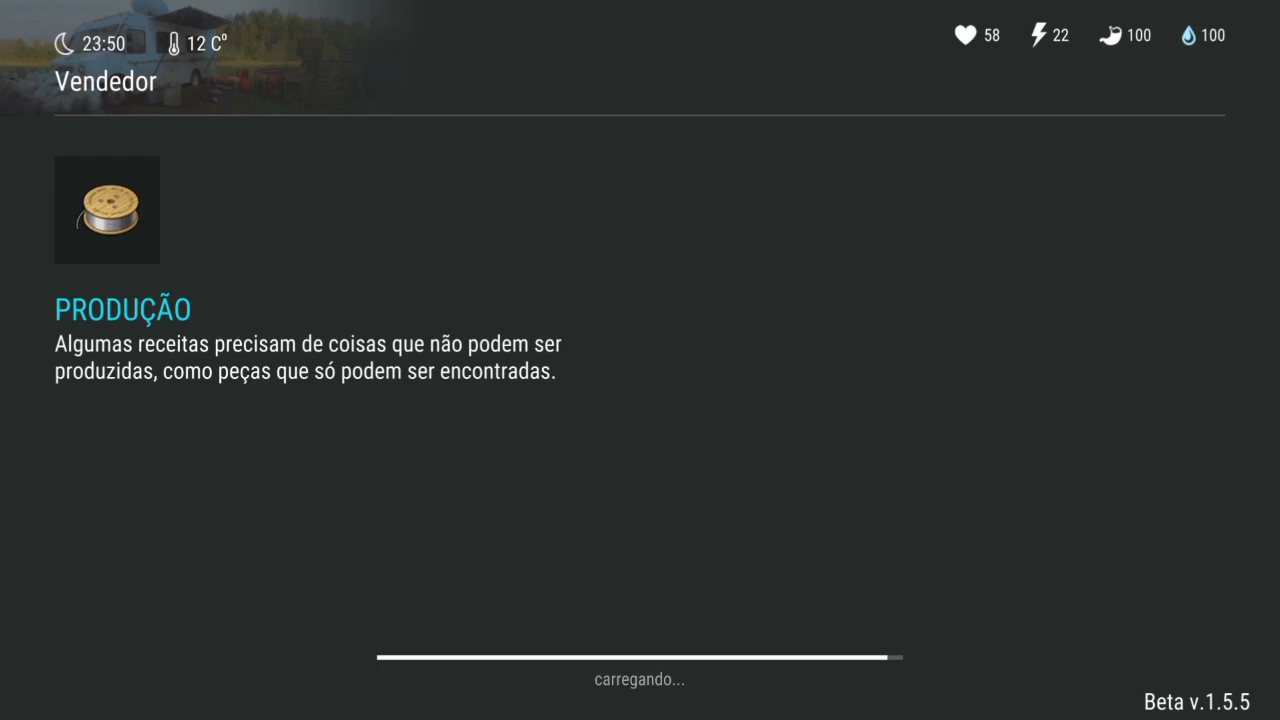 23:50 12 Cº
58 22 100 100
Vendedor
PRODUÇÃO
Algumas receitas precisam de coisas que não podem ser
produzidas, como peças que só podem ser encontradas.
carregando...
Beta v.1.5.5